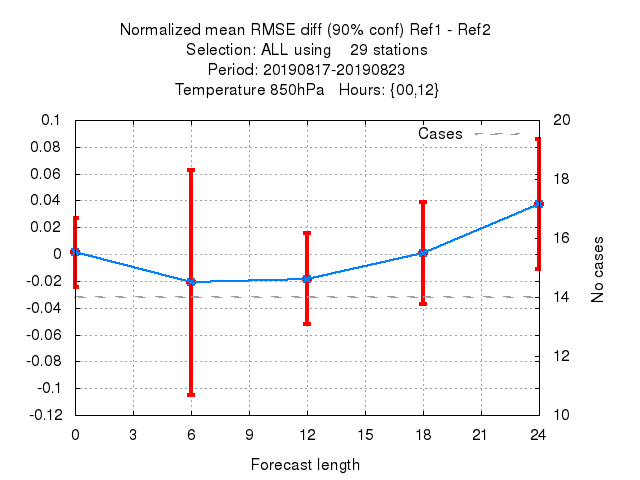 Normalized mean RMSE diff (90% conf) Ref1 - Ref2
Selection: ALL using    29 stations
Period: 20190817-20190823
Temperature 850hPa   Hours: {00,12}
Cases
0.1
0.08
0.06
0.04
0.02
0
-0.02
-0.04
-0.06
-0.08
-0.1
-0.12
20
18
16
14
12
10
No cases
0 3 6 9 12 15 18 21 24
Forecast length